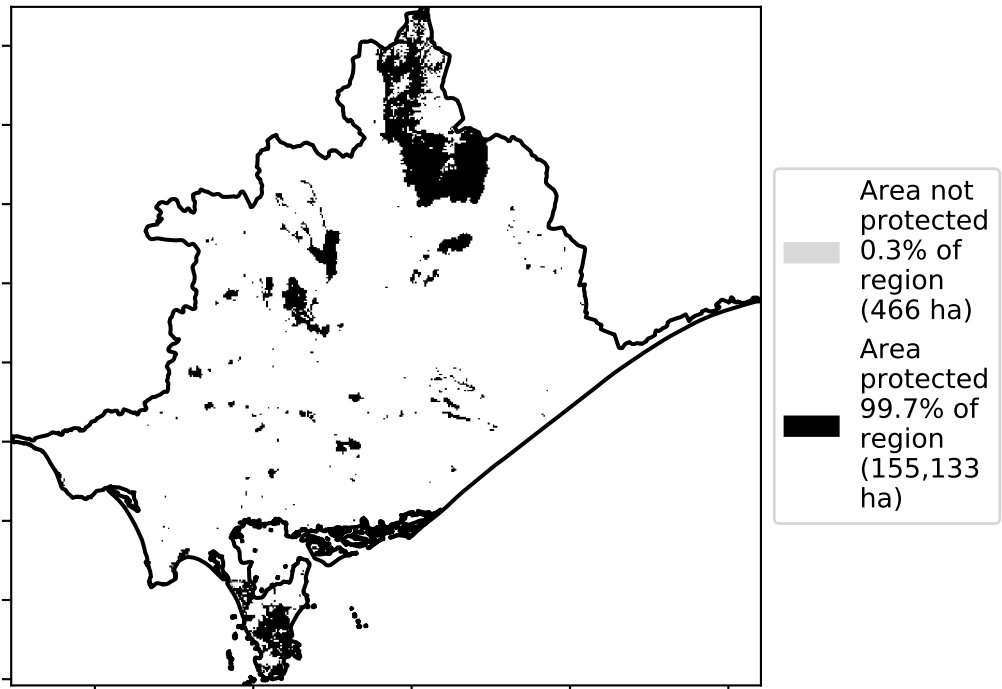 Area not
protected
0.3% of
region
(466 ha)
Area
protected
99.7% of
region
(155,133
ha)